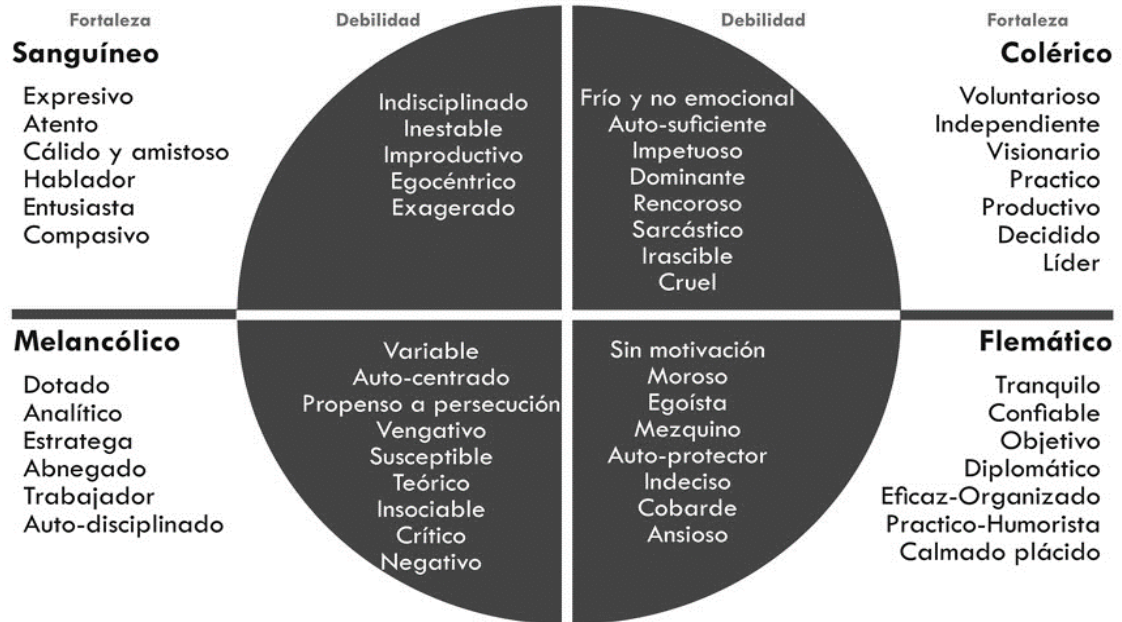 Fortaleza
Debilidad
Debilidad
Fortaleza
Sanguíneo
Expresivo
Atento
Cálido y amistoso
Hablador
Entusiasta
Compasivo
Indisciplinado
Inestable
Improductivo
Egocéntrico
Exagerado
Frío y no emocional
Auto-suficiente
Impetuoso
Dominante
Rencoroso
Sarcástico
Irascible
Cruel
Colérico
Voluntarioso
Independiente
Visionario
Practico
Productivo
Decidido
Líder
Melancólico
Dotado
Analítico
Estratega
Abnegado
Trabajador
Auto-disciplinado
Variable
Auto-centrado
Propenso a persecución
Vengativo
Susceptible
Teórico
Insociable
Crítico
Negativo
Sin motivación
Moroso
Egoísta
Mezquino
Auto-protector
Indeciso
Cobarde
Ansioso
Flemático
Tranquilo
Confiable
Objetivo
Diplomático
Eficaz-Organizado
Practico-Humorista
Calmado plácido